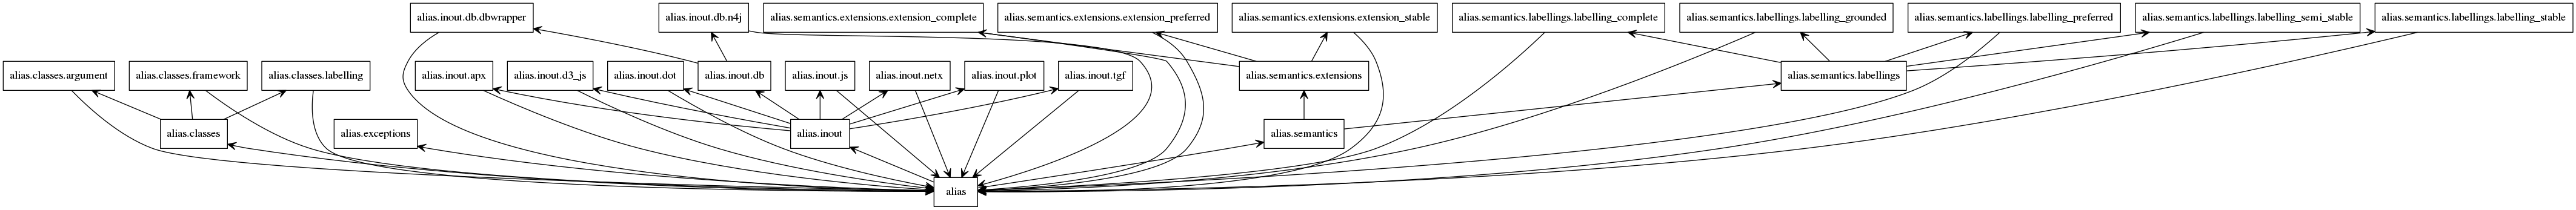 alias.inout.db.dbwrapper
alias.inout.db.n4j
alias.semantics.extensions.extension_complete
alias.semantics.extensions.extension_preferred
alias.semantics.extensions.extension_stable
alias.semantics.labellings.labelling_complete
alias.semantics.labellings.labelling_grounded
alias.semantics.labellings.labelling_preferred
alias.semantics.labellings.labelling_semi_stable
alias.semantics.labellings.labelling_stable
alias.classes.argument
alias.classes.framework
alias.classes.labelling
alias.inout.apx
alias.inout.d3_js
alias.inout.dot
alias.inout.db
alias.inout.js
alias.inout.netx
alias.inout.plot
alias.inout.tgf
alias.semantics.extensions
alias.semantics.labellings
alias.classes
alias.exceptions
alias.inout
alias.semantics
alias